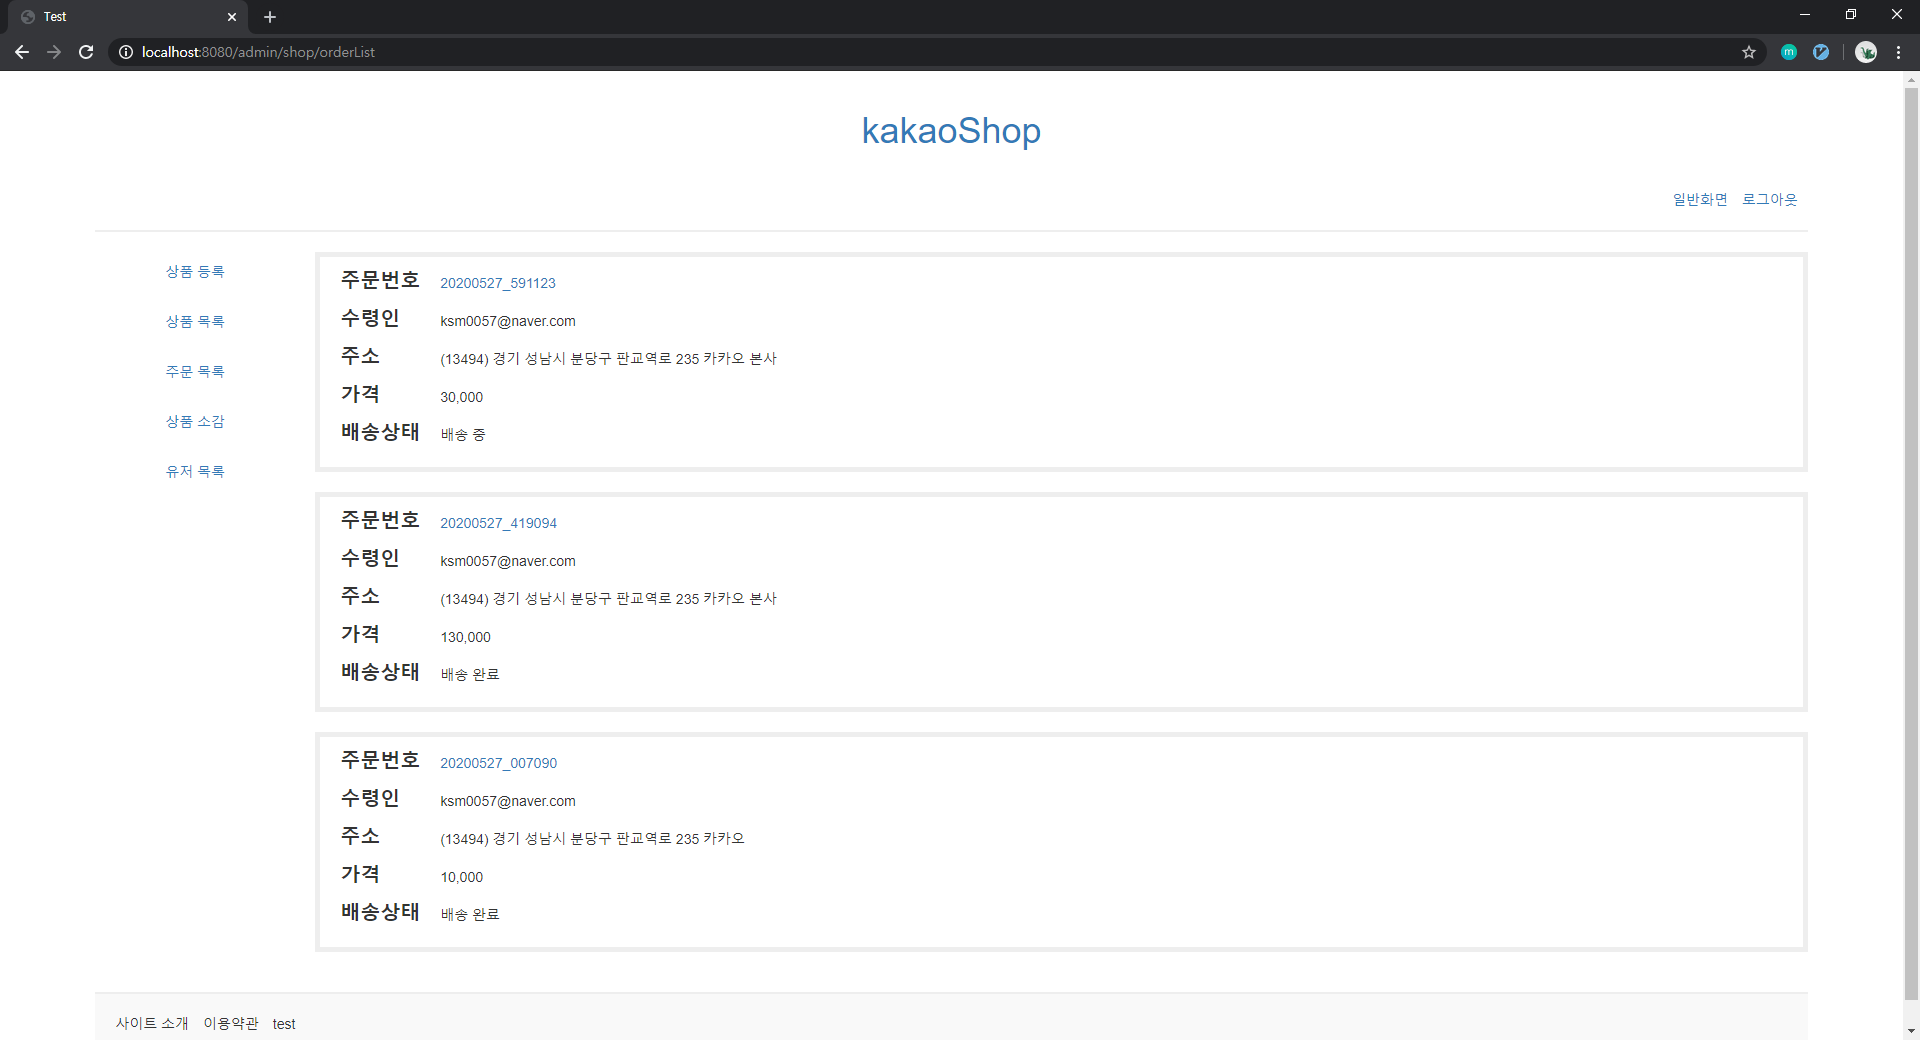 Test
localhost:8080/admin/shop/orderList
kakaoShop
일반화면 로그아웃
상품 등록
상품 목록
주문 목록
상품 소감
유저 목록
주문번호 20200527_591123
수령인 ksm0057@naver.com
주소 (13494) 경기 성남시 분당구 판교역로 235 카카오 본사
가격 30,000
배송상태 배송 중
주문번호 20200527_419094
수령인 ksm0057@naver.com
주소 (13494) 경기 성남시 분당구 판교역로 235 카카오 본사
가격 130,000
배송상태 배송 완료
주문번호 20200527_007090
수령인 ksm0057@naver.com
주소 (13494) 경기 성남시 분당구 판교역로 235 카카오
가격 10,000
배송상태 배송 완료
사이트 소개 이용약관 test